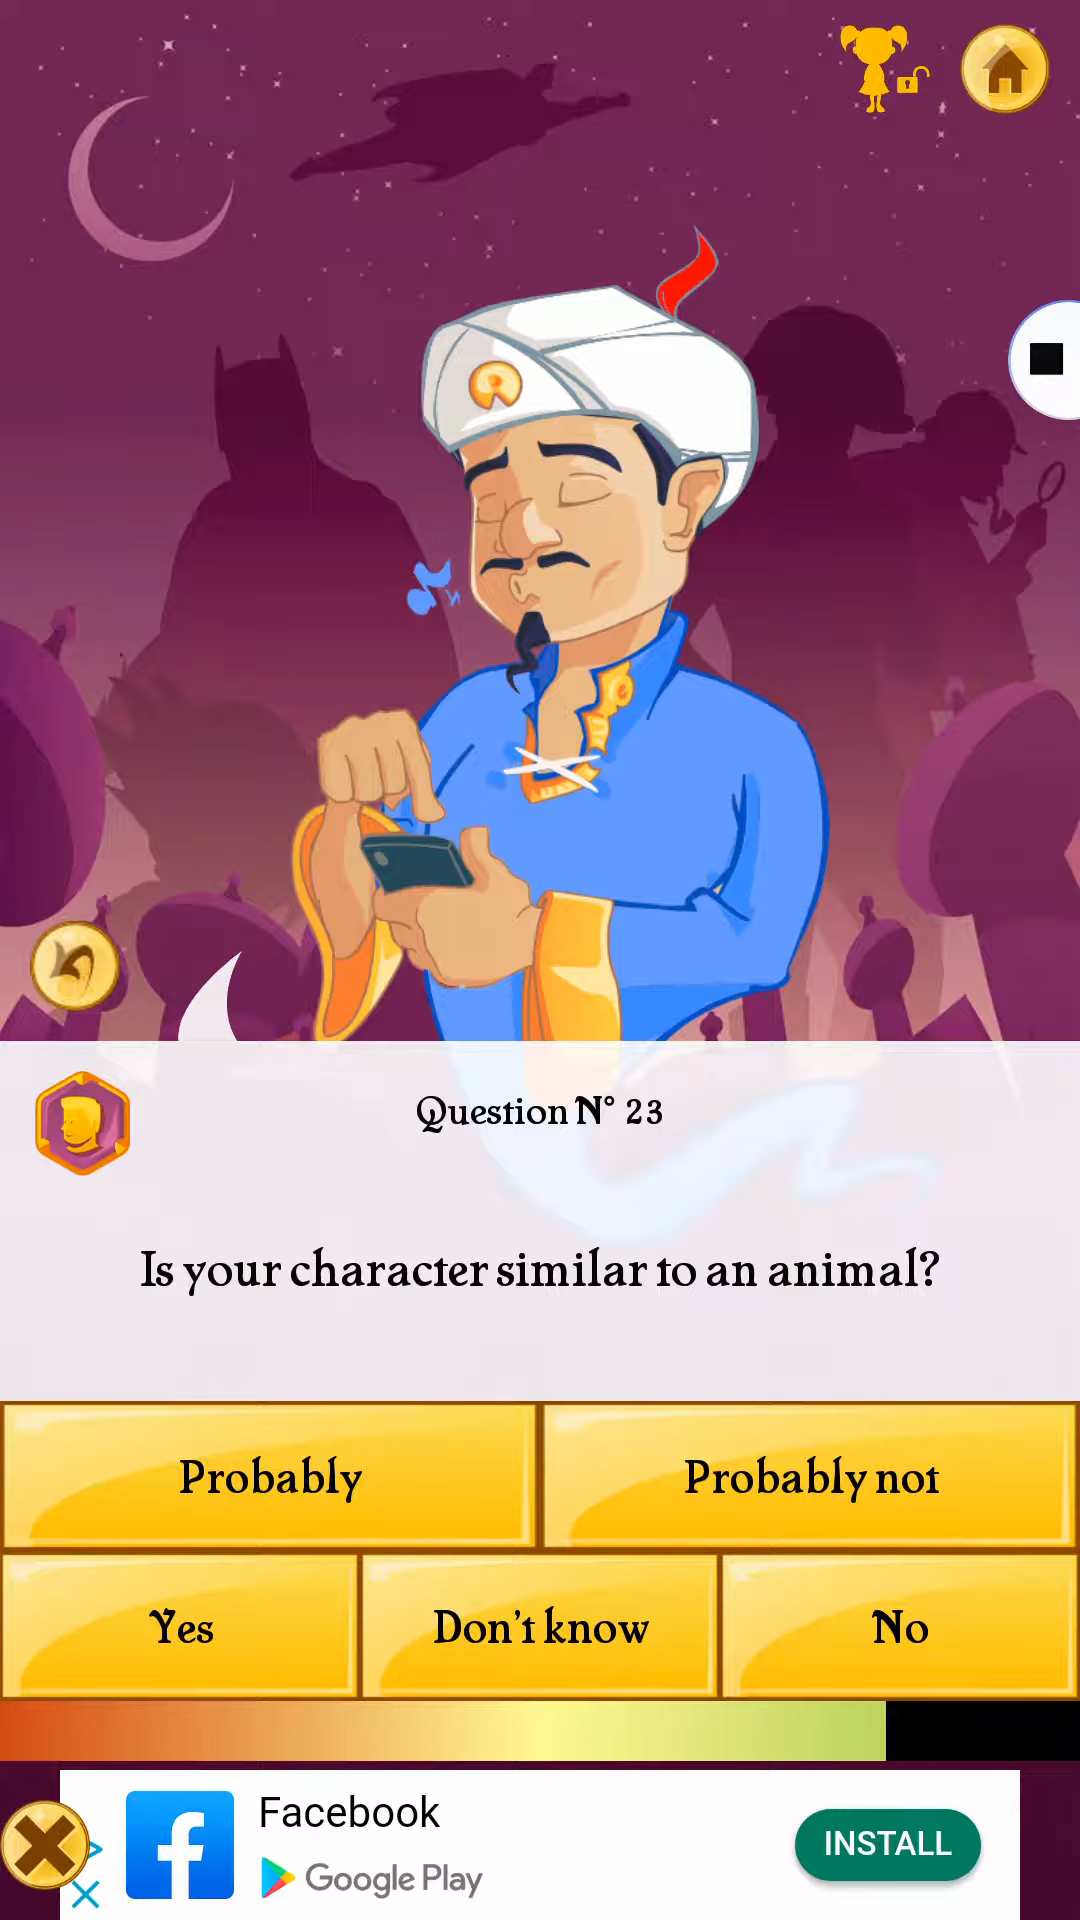 Question N° 23
Is your character similar to an animal?
Probably
Probably not
Yes
Don't know
No
Facebook
Google Play
INSTALL